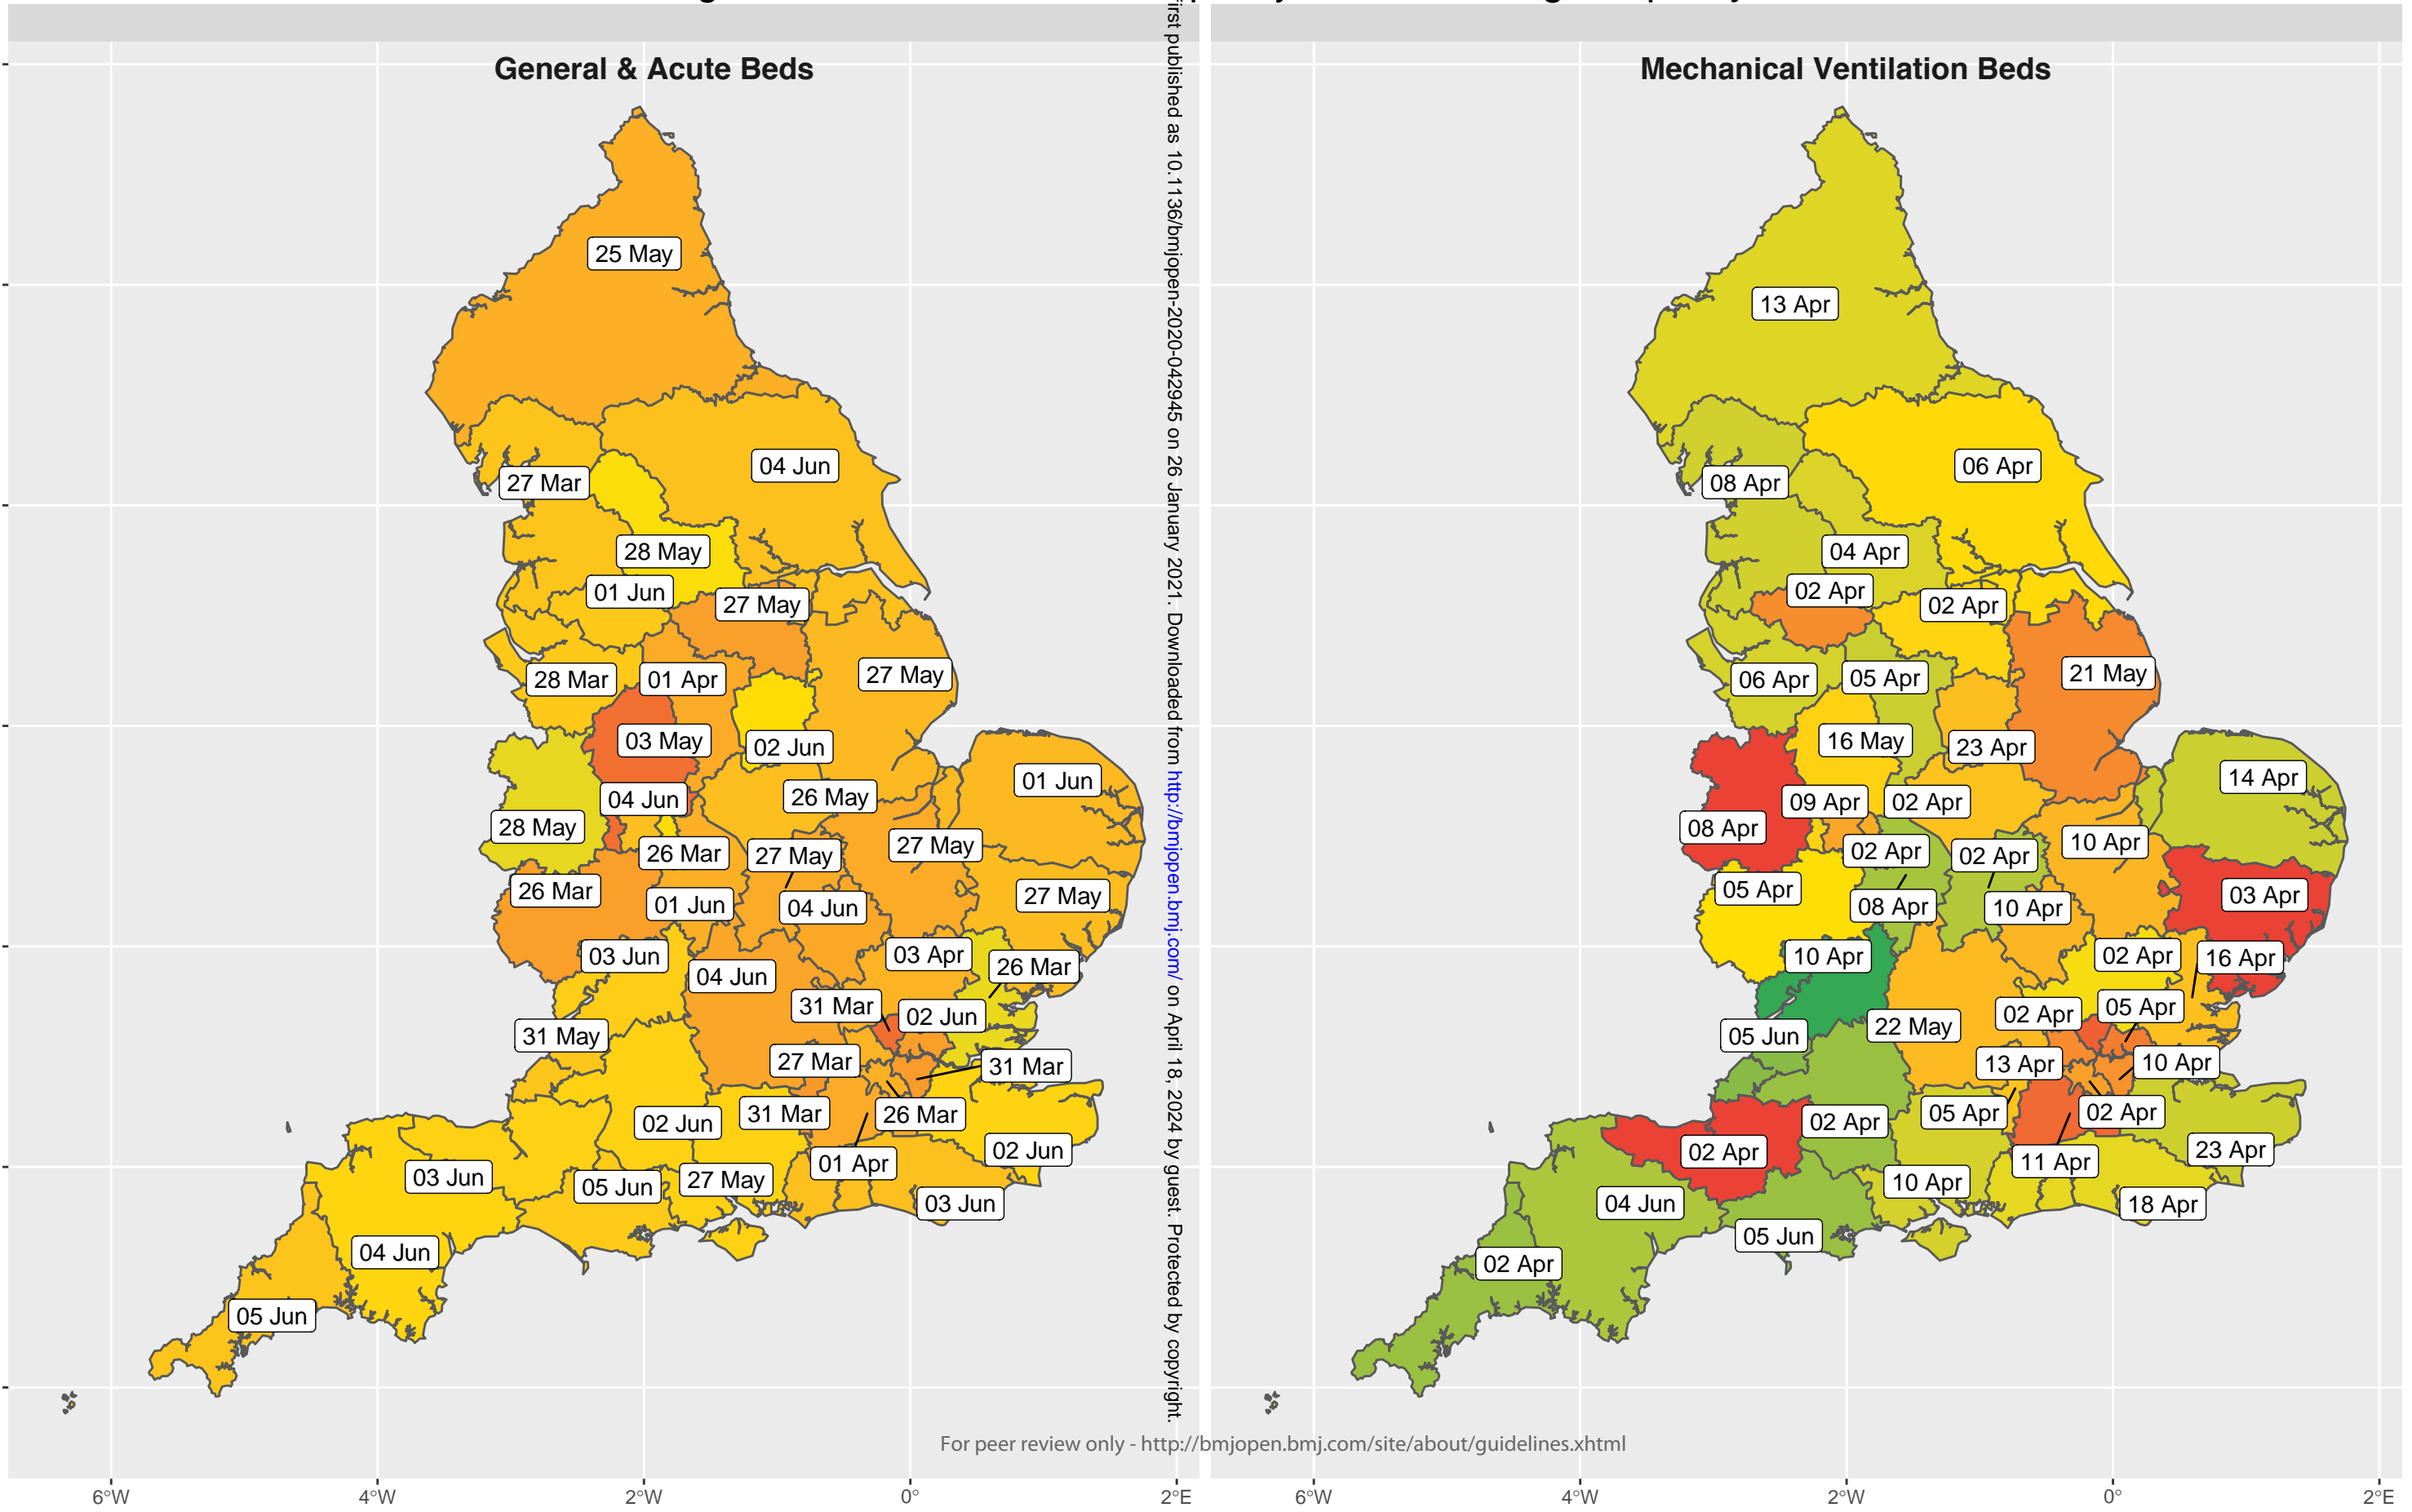 General & Acute Beds
25 May
04 Jun
27 Mar
28 May
01 Jun
27 May
28 Mar
01 Apr
27 May
03 May
02 Jun
04 Jun
26 May
01 Jun
28 May
26 Mar
27 May
27 May
26 Mar
01 Jun
04 Jun
27 May
03 Jun
04 Jun
03 Apr
26 Mar
31 Mar
02 Jun
31 May
27 Mar
31 Mar
02 Jun
31 Mar
26 Mar
03 Jun
05 Jun
27 May
01 Apr
02 Jun
03 Jun
04 Jun
05 Jun
6°W
4°W
2°W
0°
2°E
irst published as 10.1136/bmjopen-2020-042945 on 26 January 2021. Downloaded from http://bmjopen.bmj.com/ on April 18, 2024 by guest. Protected by copyright.
Mechanical Ventilation Beds
13 Apr
06 Apr
08 Apr
04 Apr
02 Apr
02 Apr
06 Apr
05 Apr
21 May
16 May
23 Apr
14 Apr
08 Apr
09 Apr
02 Apr
10 Apr
02 Apr
02 Apr
05 Apr
08 Apr
10 Apr
03 Apr
10 Apr
02 Apr
16 Apr
05 Jun
22 May
02 Apr
05 Apr
13 Apr
10 Apr
02 Apr
02 Apr
05 Apr
02 Apr
04 Jun
10 Apr
11 Apr
23 Apr
18 Apr
05 Jun
02 Apr
6°W
4°W
2°W
0°
2°E
For peer review only - http://bmjopen.bmj.com/site/about/guidelines.xhtml